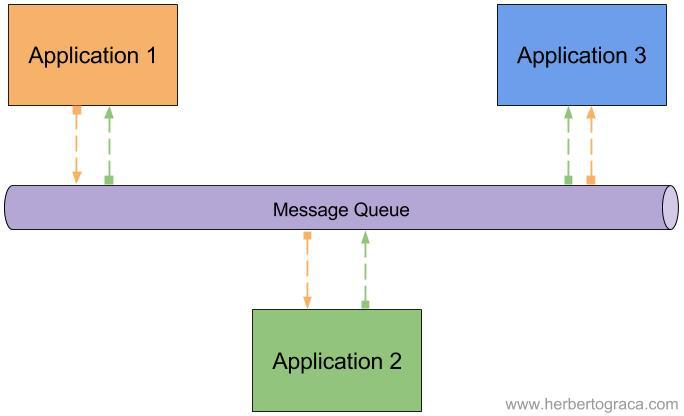 Application 1
Application 3
Message Queue
Application 2
www.herbertograca.com